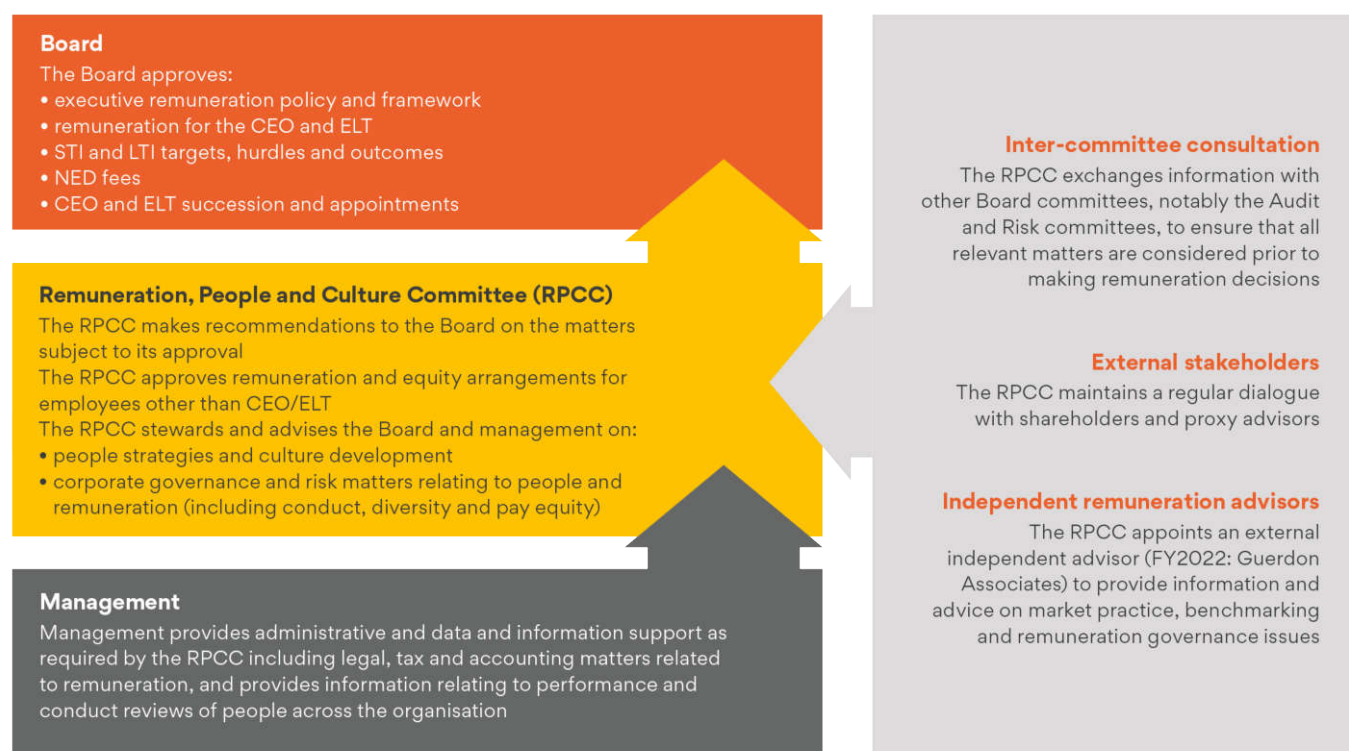 Board
The Board approves:
• executive remuneration policy and framework
• remuneration for the CEO and ELT
• STI and LTI targets, hurdles and outcomes
• NED fees
• CEO and ELT succession and appointments
Remuneration, People and Culture Committee (RPCC)
The RPCC makes recommendations to the Board on the matters
subject to its approval
The RPCC approves remuneration and equity arrangements for
employees other than CEO/ELT
The RPCC stewards and advises the Board and management on:
• people strategies and culture development
• corporate governance and risk matters relating to people and
remuneration (including conduct, diversity and pay equity)
Management
Management provides administrative and data and information support as
required by the RPCC including legal, tax and accounting matters related
to remuneration, and provides information relating to performance and
conduct reviews of people across the organisation
Inter-committee consultation
The RPCC exchanges information with
other Board committees, notably the Audit
and Risk committees, to ensure that all
relevant matters are considered prior to
making remuneration decisions
External stakeholders
The RPCC maintains a regular dialogue
with shareholders and proxy advisors
Independent remuneration advisors
The RPCC appoints an external
independent advisor (FY2022: Guerdon
Associates) to provide information and
advice on market practice, benchmarking
and remuneration governance issues